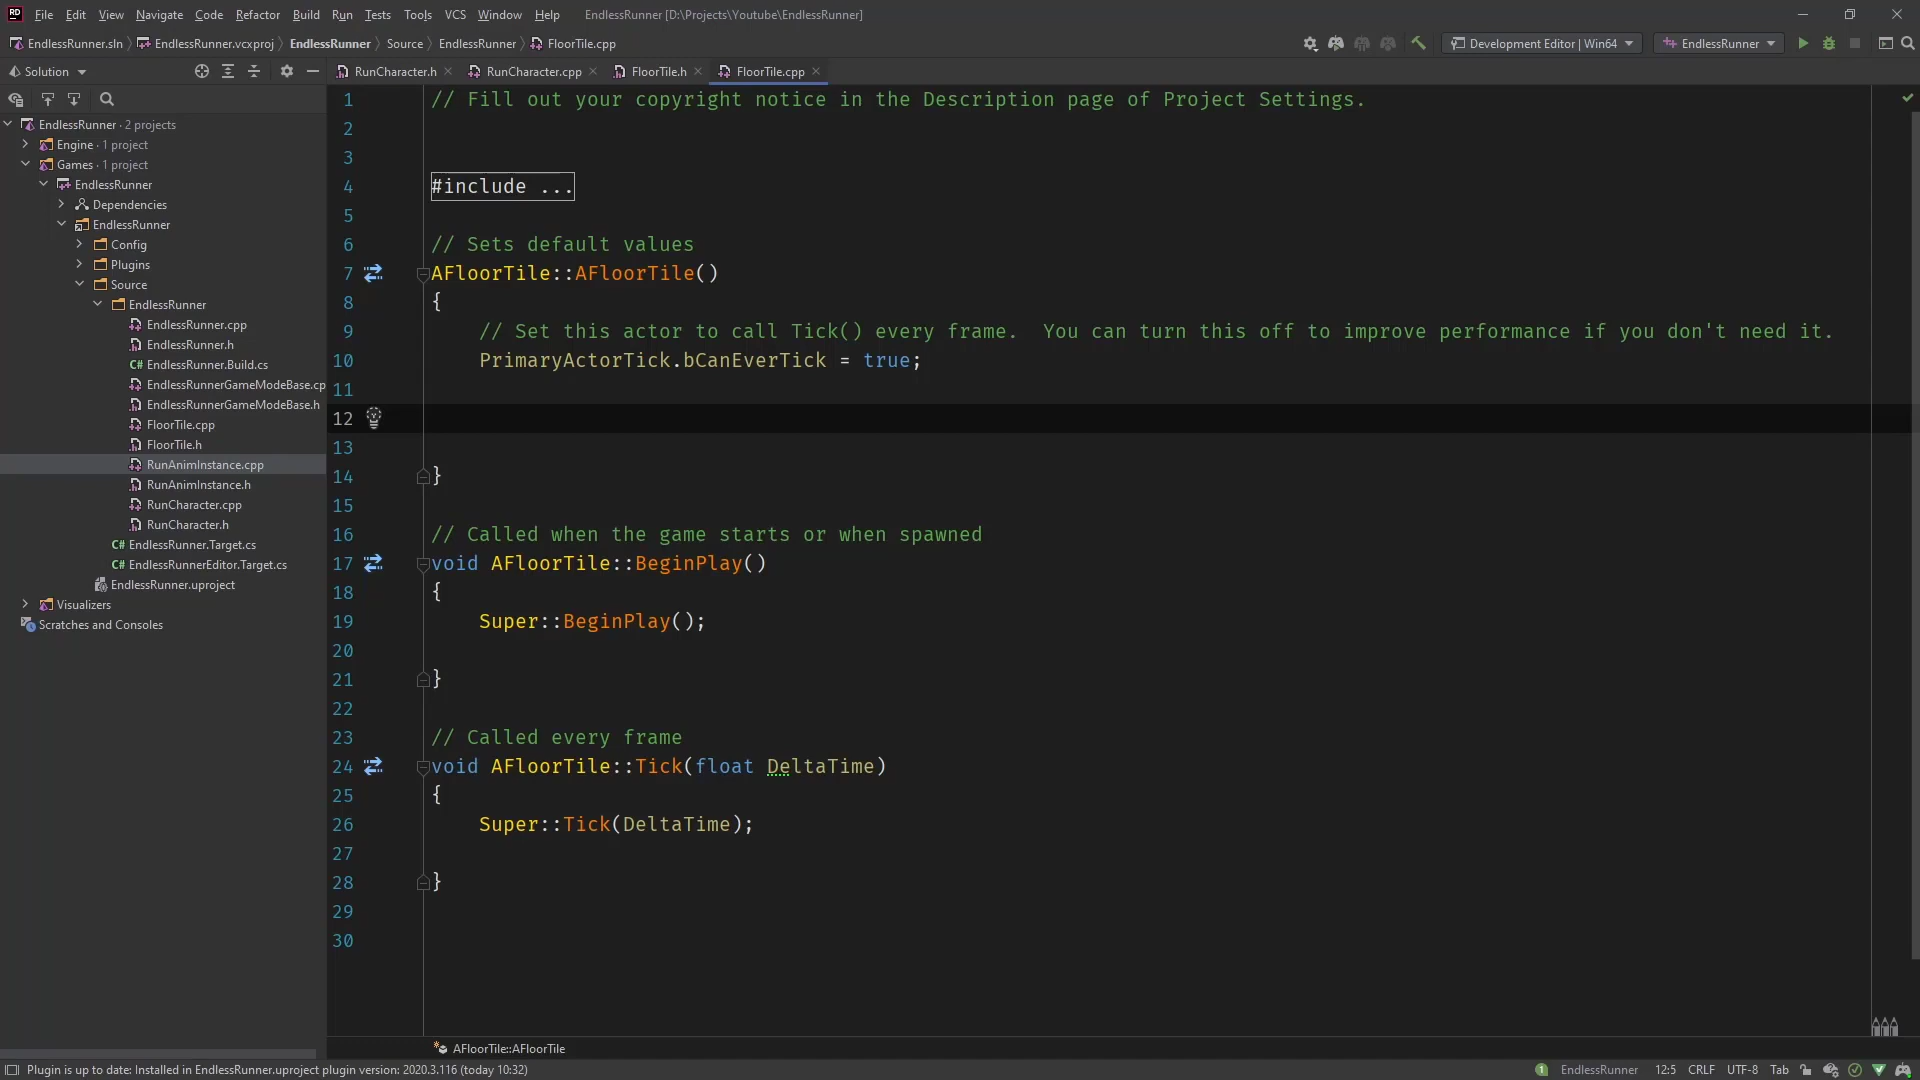 RD File Edit View Navigate Code Refactor Build Run Tests Tools VCS Window Help EndlessRunner [D:\Projects\Youtube\EndlessRunner]
EndlessRunner.sln EndlessRunner.vcxproj EndlessRunner Source EndlessRunner FloorTile.cpp Development Editor | Win64 EndlessRunner
Solution RunCharacter.h RunCharacter.cpp FloorTile.h FloorTile.cpp
EndlessRunner · 2 projects
Engine · 1 project
Games · 1 project
EndlessRunner
Dependencies
EndlessRunner
Config
Plugins
Source
EndlessRunner
EndlessRunner.cpp
EndlessRunner.h
C# EndlessRunner.Build.cs
EndlessRunnerGameModeBase.cp
EndlessRunnerGameModeBase.h
FloorTile.cpp
FloorTile.h
RunAnimInstance.cpp
RunAnimInstance.h
RunCharacter.cpp
RunCharacter.h
C# EndlessRunner.Target.cs
C# EndlessRunnerEditor.Target.cs
EndlessRunner.uproject
Visualizers
Scratches and Consoles
1 // Fill out your copyright notice in the Description page of Project Settings.
2
3
4 #include ...
5
6 // Sets default values
7 AFloorTile::AFloorTile()
8 {
9 // Set this actor to call Tick() every frame.  You can turn this off to improve performance if you don't need it.
10 PrimaryActorTick.bCanEverTick = true;
11
12
13
14 }
15
16 // Called when the game starts or when spawned
17 void AFloorTile::BeginPlay()
18 {
19 Super::BeginPlay();
20
21 }
22
23 // Called every frame
24 void AFloorTile::Tick(float DeltaTime)
25 {
26 Super::Tick(DeltaTime);
27
28 }
29
30
AFloorTile::AFloorTile
Plugin is up to date: Installed in EndlessRunner.uproject plugin version: 2020.3.116 (today 10:32) 1 EndlessRunner 12:5 CRLF UTF-8 Tab